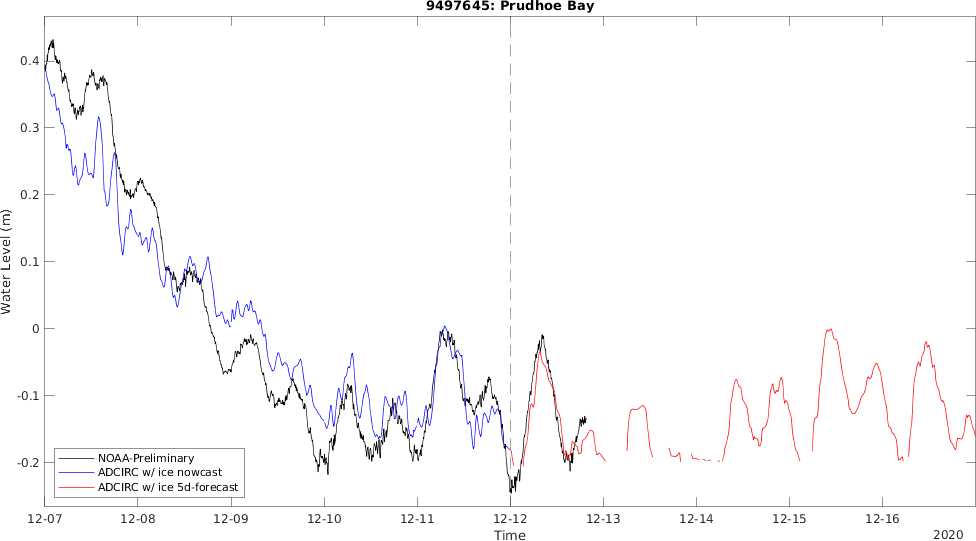 9497645: Prudhoe Bay
Water Level (m)
0.4
0.3
0.2
0.1
0
-0.1
-0.2
NOAA-Preliminary
ADCIRC w/ ice nowcast
ADCIRC w/ ice 5d-forecast
12-07 12-08 12-09 12-10 12-11 12-12 12-13 12-14 12-15 12-16
Time
2020